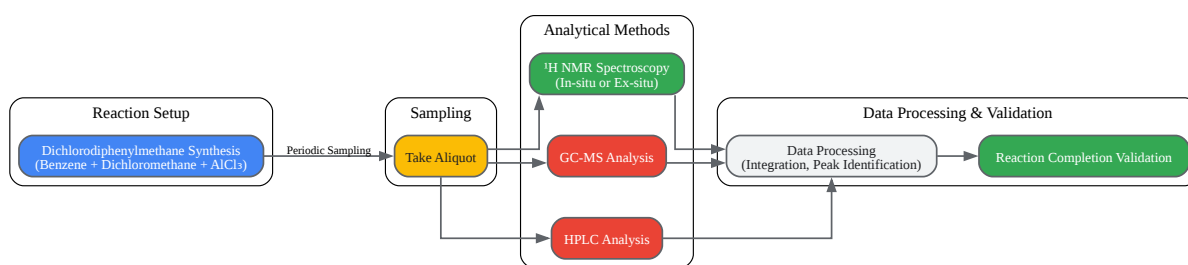 Analytical Methods
¹H NMR Spectroscopy
(In-situ or Ex-situ)
Reaction Setup
Sampling
Data Processing & Validation
Dichlorodiphenylmethane Synthesis
(Benzene + Dichloromethane + AlCl₃)
Periodic Sampling
Take Aliquot
GC-MS Analysis
Data Processing
(Integration, Peak Identification)
Reaction Completion Validation
HPLC Analysis